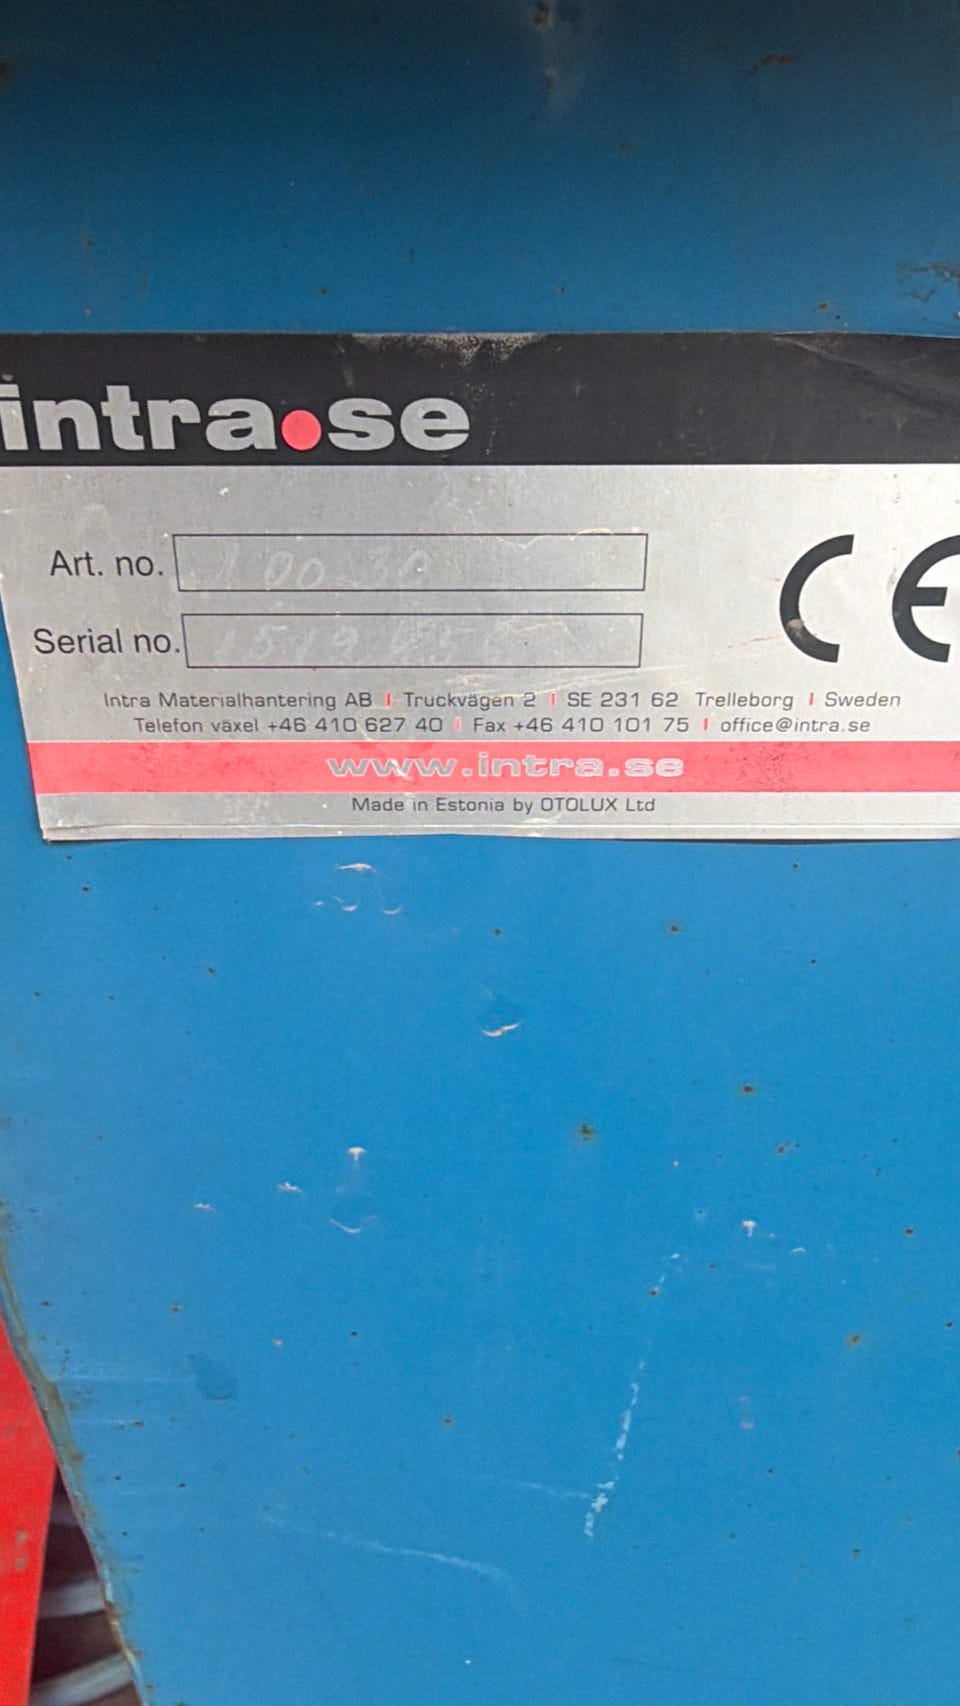 intra.se
Art. no.
Serial no.
CE
Intra Materialhantering AB | Truckvägen 2 | SE 231 62 Trelleborg | Sweden
Telefon växel +46 410 627 40 | Fax +46 410 101 75 | office@intra.se
www.intra.se
Made in Estonia by OTOLUX Ltd